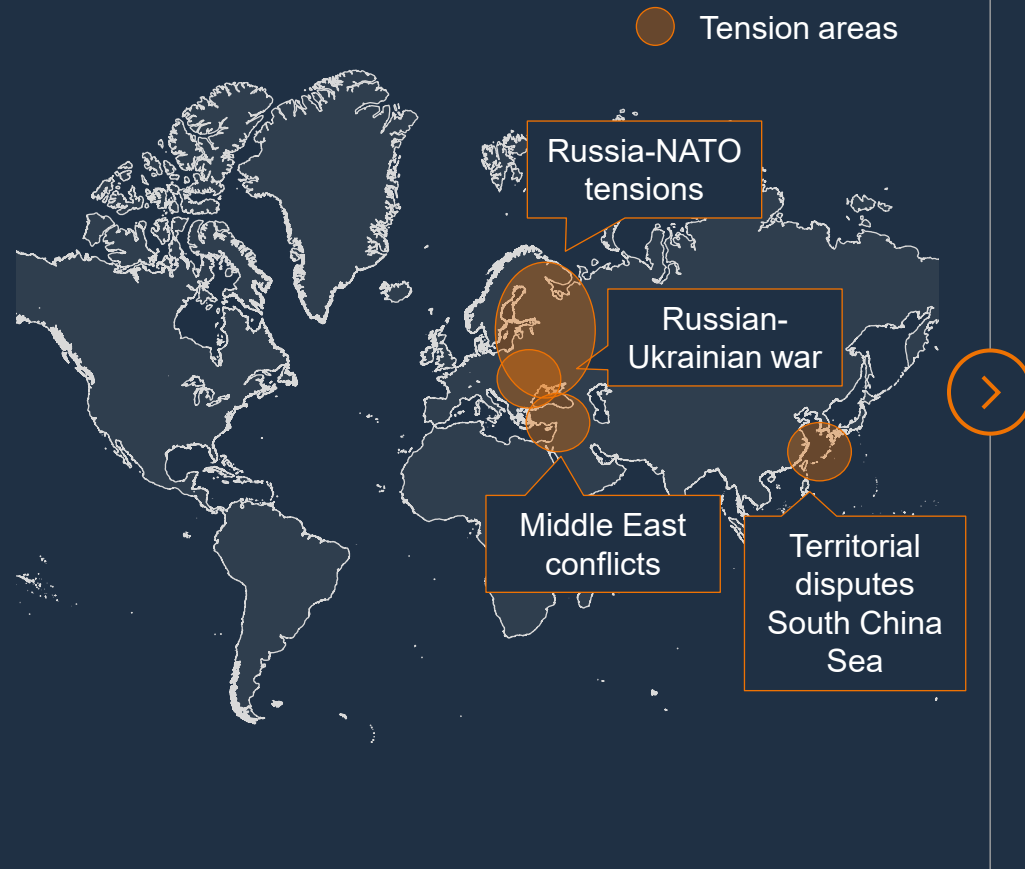 Tension areas
Russia-NATO
tensions
Russian-
Ukrainian war
Middle East
conflicts
Territorial
disputes
South China
Sea